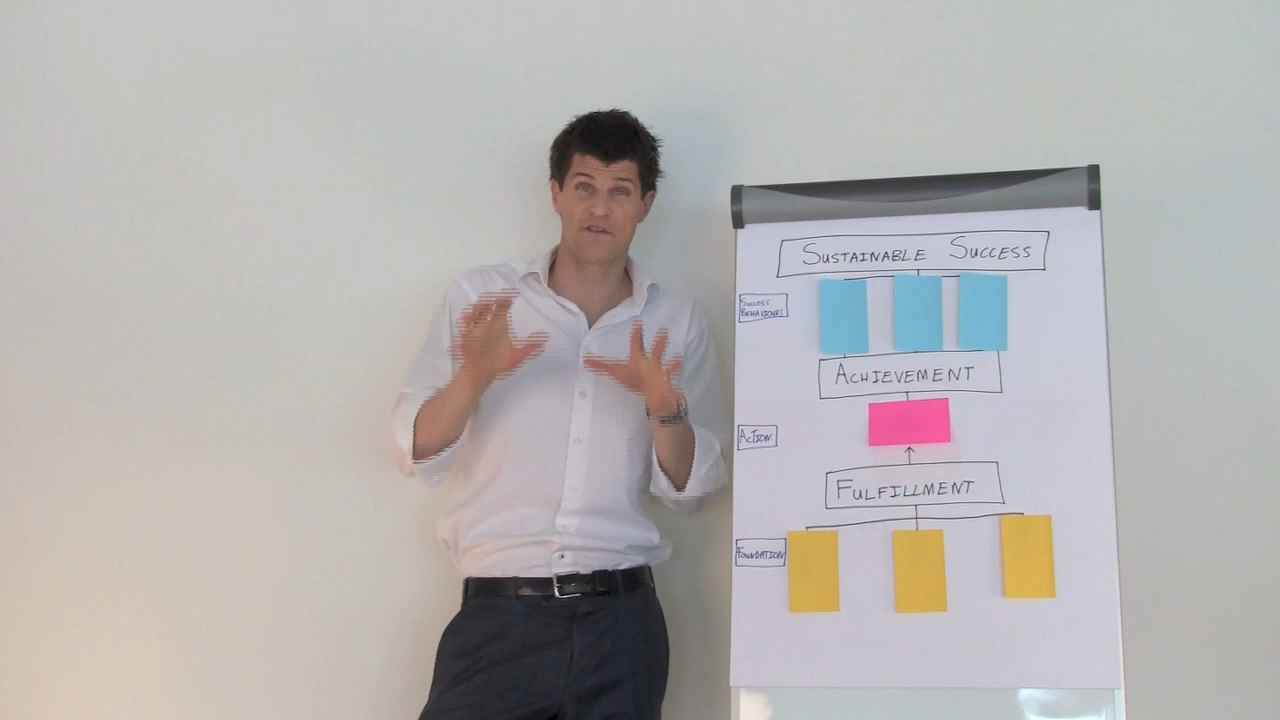 SUSTAINABLE SUCCESS
SUCCESS
BEHAVIOURS
ACHIEVEMENT
ACTION
FULFILLMENT
FOUNDATION